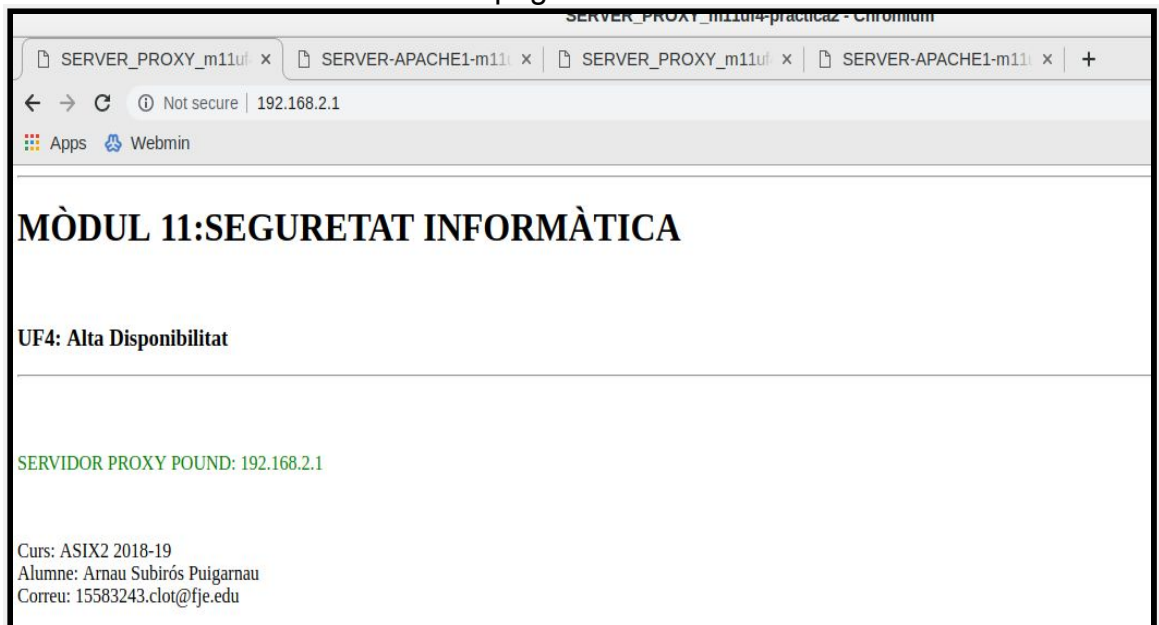 pag
SERVER_PROXY_m11uf4-practica2 - Chromium
SERVER_PROXY_m11uf SERVER-APACHE1-m11 SERVER_PROXY_m11uf SERVER-APACHE1-m11
Not secure | 192.168.2.1
Apps Webmin
MÒDUL 11:SEGURETAT INFORMÀTICA
UF4: Alta Disponibilitat
SERVIDOR PROXY POUND: 192.168.2.1
Curs: ASIX2 2018-19
Alumne: Arnau Subirós Puigarnau
Correu: 15583243.clot@fje.edu